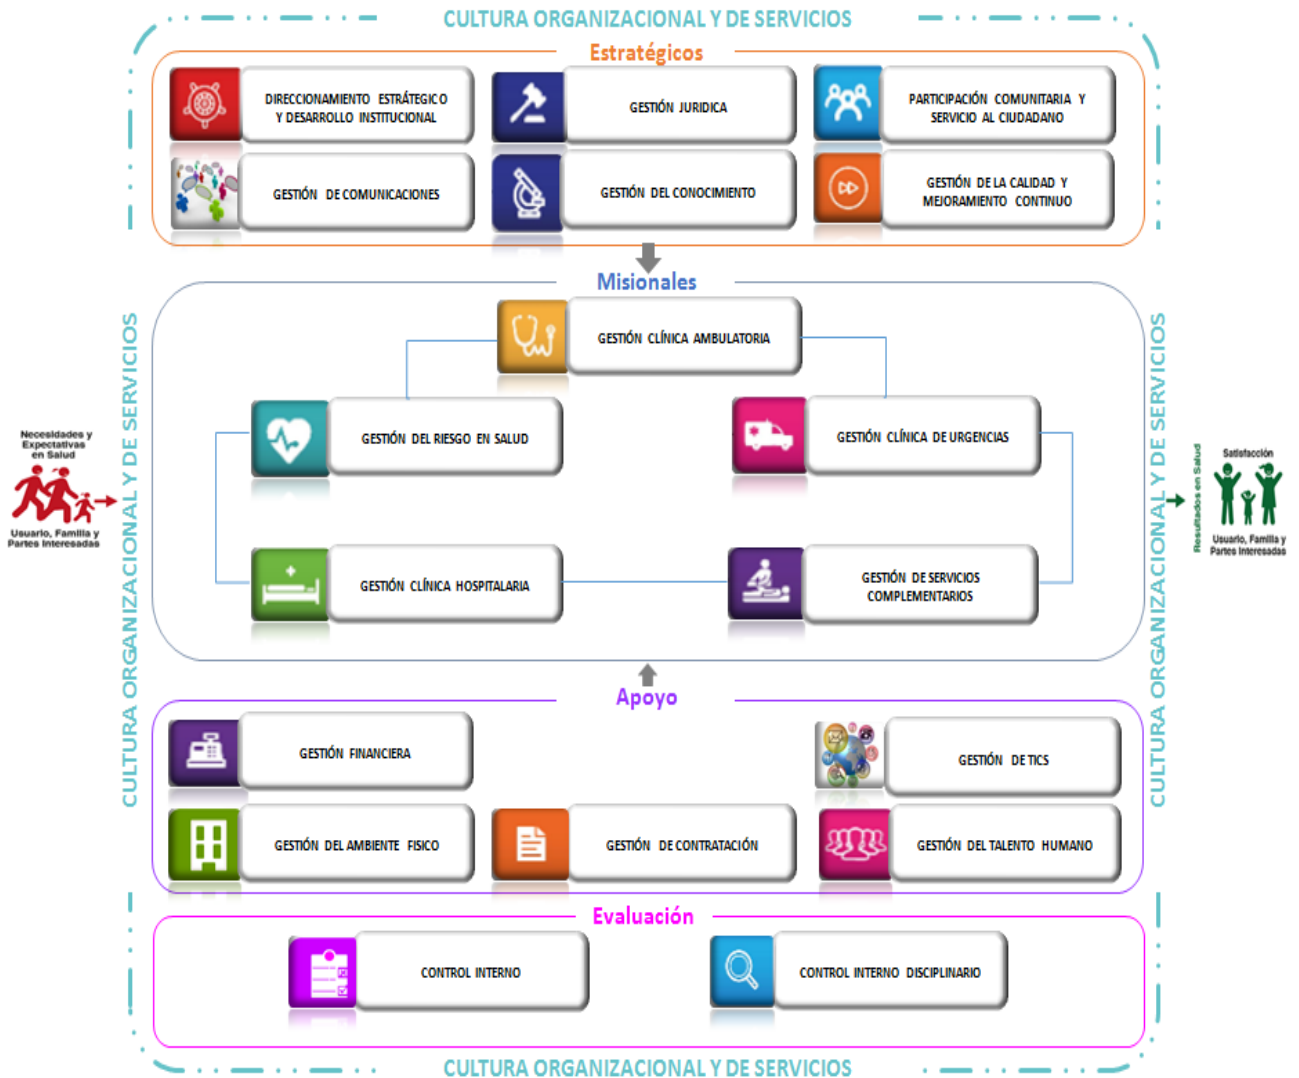 CULTURA ORGANIZACIONAL Y DE SERVICIOS
Estratégicos
DIRECCIONAMIENTO ESTRÁTEGICO
Y DESARROLLO INSTITUCIONAL
GESTIÓN JURIDICA
PARTICIPACIÓN COMUNITARIA Y
SERVICIO AL CIUDADANO
GESTIÓN DE COMUNICACIONES
GESTIÓN DEL CONOCIMIENTO
GESTIÓN DE LA CALIDAD Y
MEJORAMIENTO CONTINUO
Misionales
GESTIÓN CLÍNICA AMBULATORIA
GESTIÓN DEL RIESGO EN SALUD
GESTIÓN CLÍNICA DE URGENCIAS
GESTIÓN CLÍNICA HOSPITALARIA
GESTIÓN DE SERVICIOS
COMPLEMENTARIOS
Necesidades y
Expectativas
en Salud
Usuario, Familia y
Partes Interesadas
CULTURA ORGANIZACIONAL Y DE SERVICIOS
CULTURA ORGANIZACIONAL Y DE SERVICIOS
Resultados en Salud
Satisfacción
Usuario, Familia y
Partes Interesadas
Apoyo
GESTIÓN FINANCIERA
GESTIÓN DE TICS
GESTIÓN DEL AMBIENTE FISICO
GESTIÓN DE CONTRATACIÓN
GESTIÓN DEL TALENTO HUMANO
Evaluación
CONTROL INTERNO
CONTROL INTERNO DISCIPLINARIO
CULTURA ORGANIZACIONAL Y DE SERVICIOS